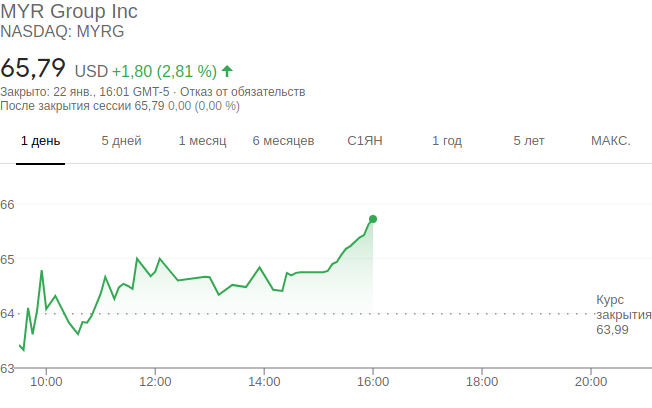 MYR Group Inc
NASDAQ: MYRG
65,79 USD +1,80 (2,81 %)
Закрыто: 22 янв., 16:01 GMT-5 · Отказ от обязательств
После закрытия сессии 65,79 0,00 (0,00 %)
1 день 5 дней 1 месяц 6 месяцев С1ЯН 1 год 5 лет МАКС.
66
65
64
Курс
закрытия
63,99
63
10:00 12:00 14:00 16:00 18:00 20:00